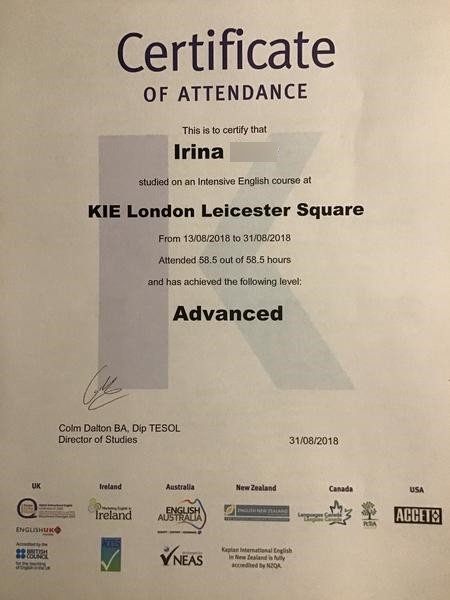 Certificate
OF ATTENDANCE
This is to certify that
Irina
studied on an Intensive English course at
KIE London Leicester Square
From 13/08/2018 to 31/08/2018
Attended 58.5 out of 58.5 hours
and has achieved the following level:
Advanced
Colm Dalton BA, Dip TESOL
Director of Studies
31/08/2018
UK
Ireland
Australia
New Zealand
Canada
USA
Ireland
ENGLISH
AUSTRALIA
ENGLISH NEW ZEALAND
Languages Canada
Langues Canada
ACCET
ENGLISHUK
Accredited by the
BRITISH
COUNCIL
for the teaching
of English in the UK
ACELS
NEAS
Kaplan International English
in New Zealand is fully
accredited by NZQA.